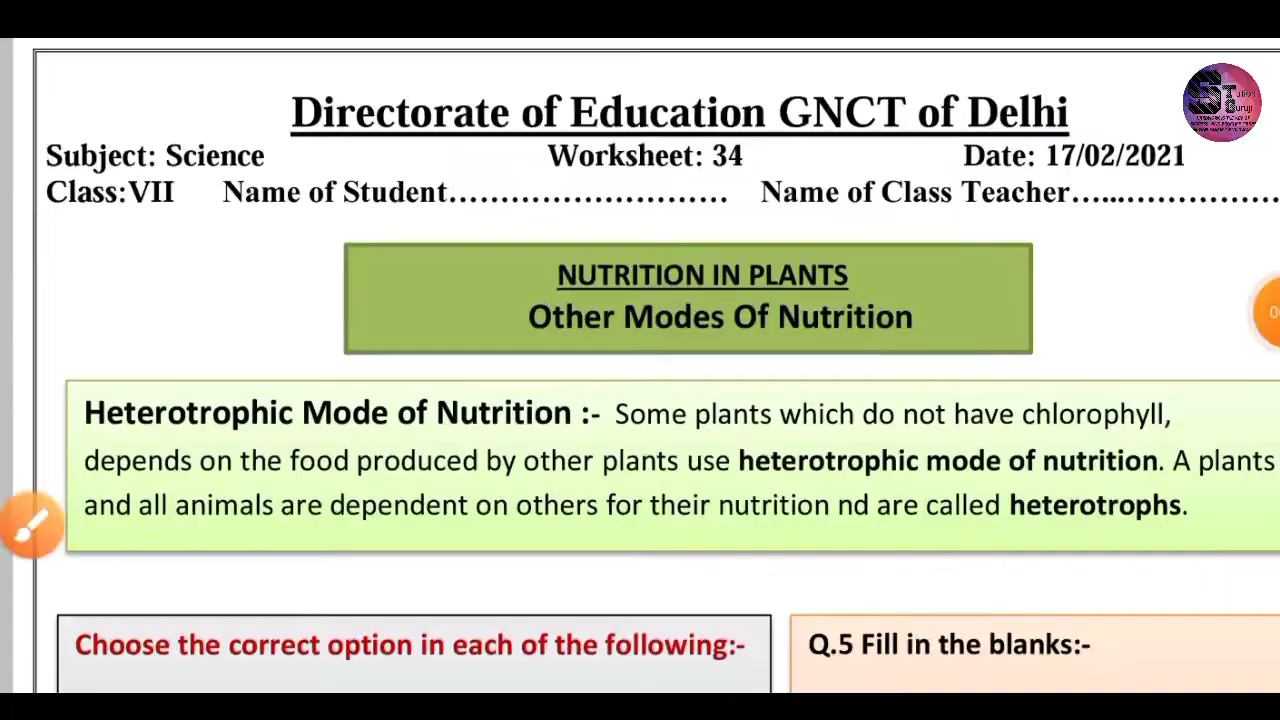 Directorate of Education GNCT of Delhi
Subject: Science Worksheet: 34 Date: 17/02/2021
Class:VII Name of Student........................... Name of Class Teacher......................
NUTRITION IN PLANTS
Other Modes Of Nutrition
Heterotrophic Mode of Nutrition :- Some plants which do not have chlorophyll,
depends on the food produced by other plants use heterotrophic mode of nutrition. A plants
and all animals are dependent on others for their nutrition nd are called heterotrophs.
Choose the correct option in each of the following:-
Q.5 Fill in the blanks:-